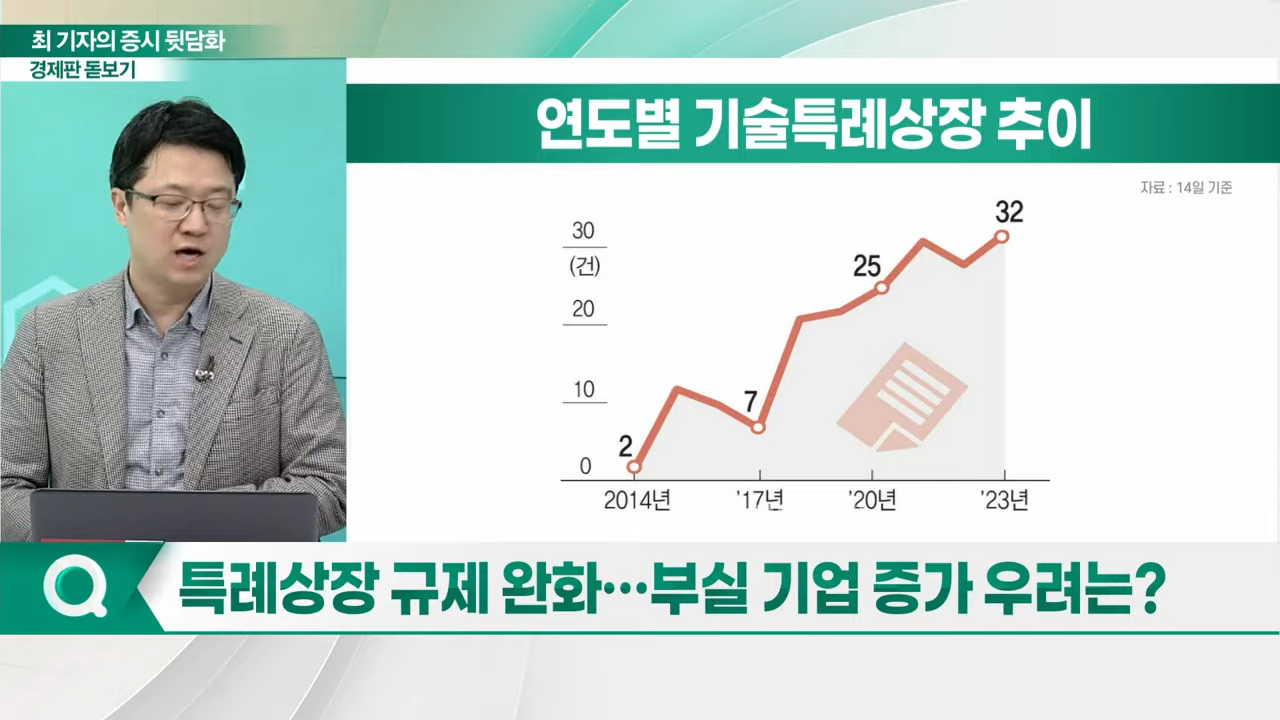 최 기자의 증시 뒷담화
경제판 돋보기
연도별 기술특례상장 추이
자료 : 14일 기준
30
(건)
20
10
0
2
7
25
32
2014년
'17년
'20년
'23년
특례상장 규제 완화…부실 기업 증가 우려는?